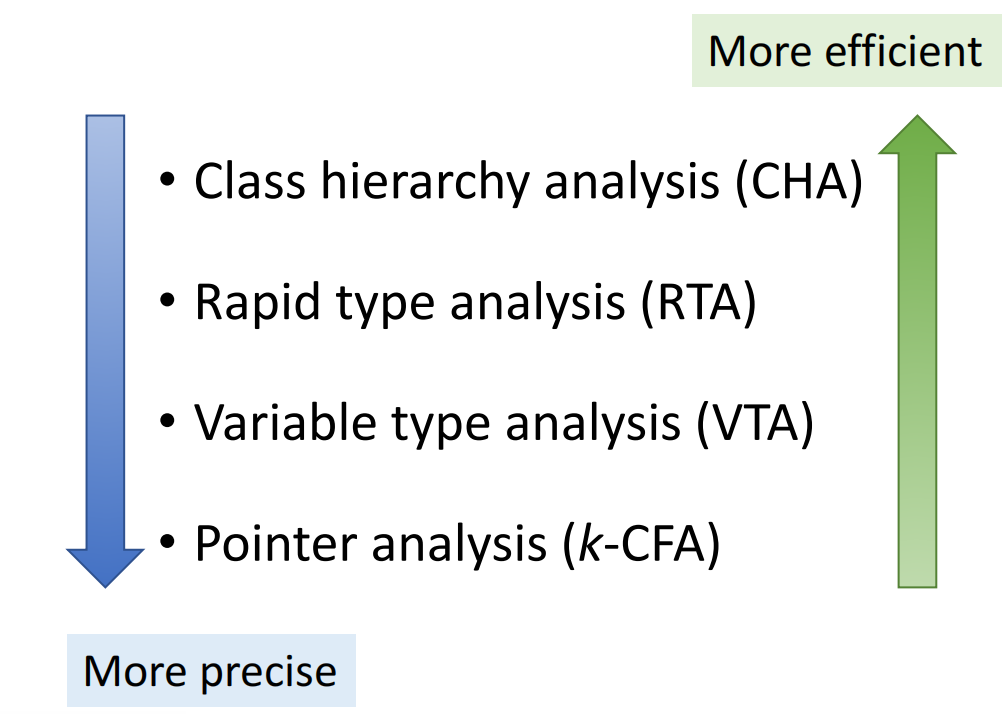 More efficient
• Class hierarchy analysis (CHA)
• Rapid type analysis (RTA)
• Variable type analysis (VTA)
• Pointer analysis (k-CFA)
More precise